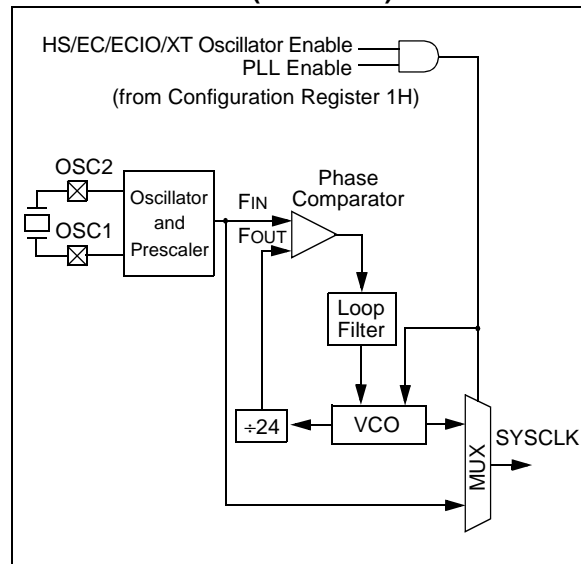 HS/EC/ECIO/XT Oscillator Enable
PLL Enable
(from Configuration Register 1H)
OSC2
OSC1
Oscillator
and
Prescaler
Phase
Comparator
FIN
FOUT
Loop
Filter
÷24
VCO
MUX
SYSCLK